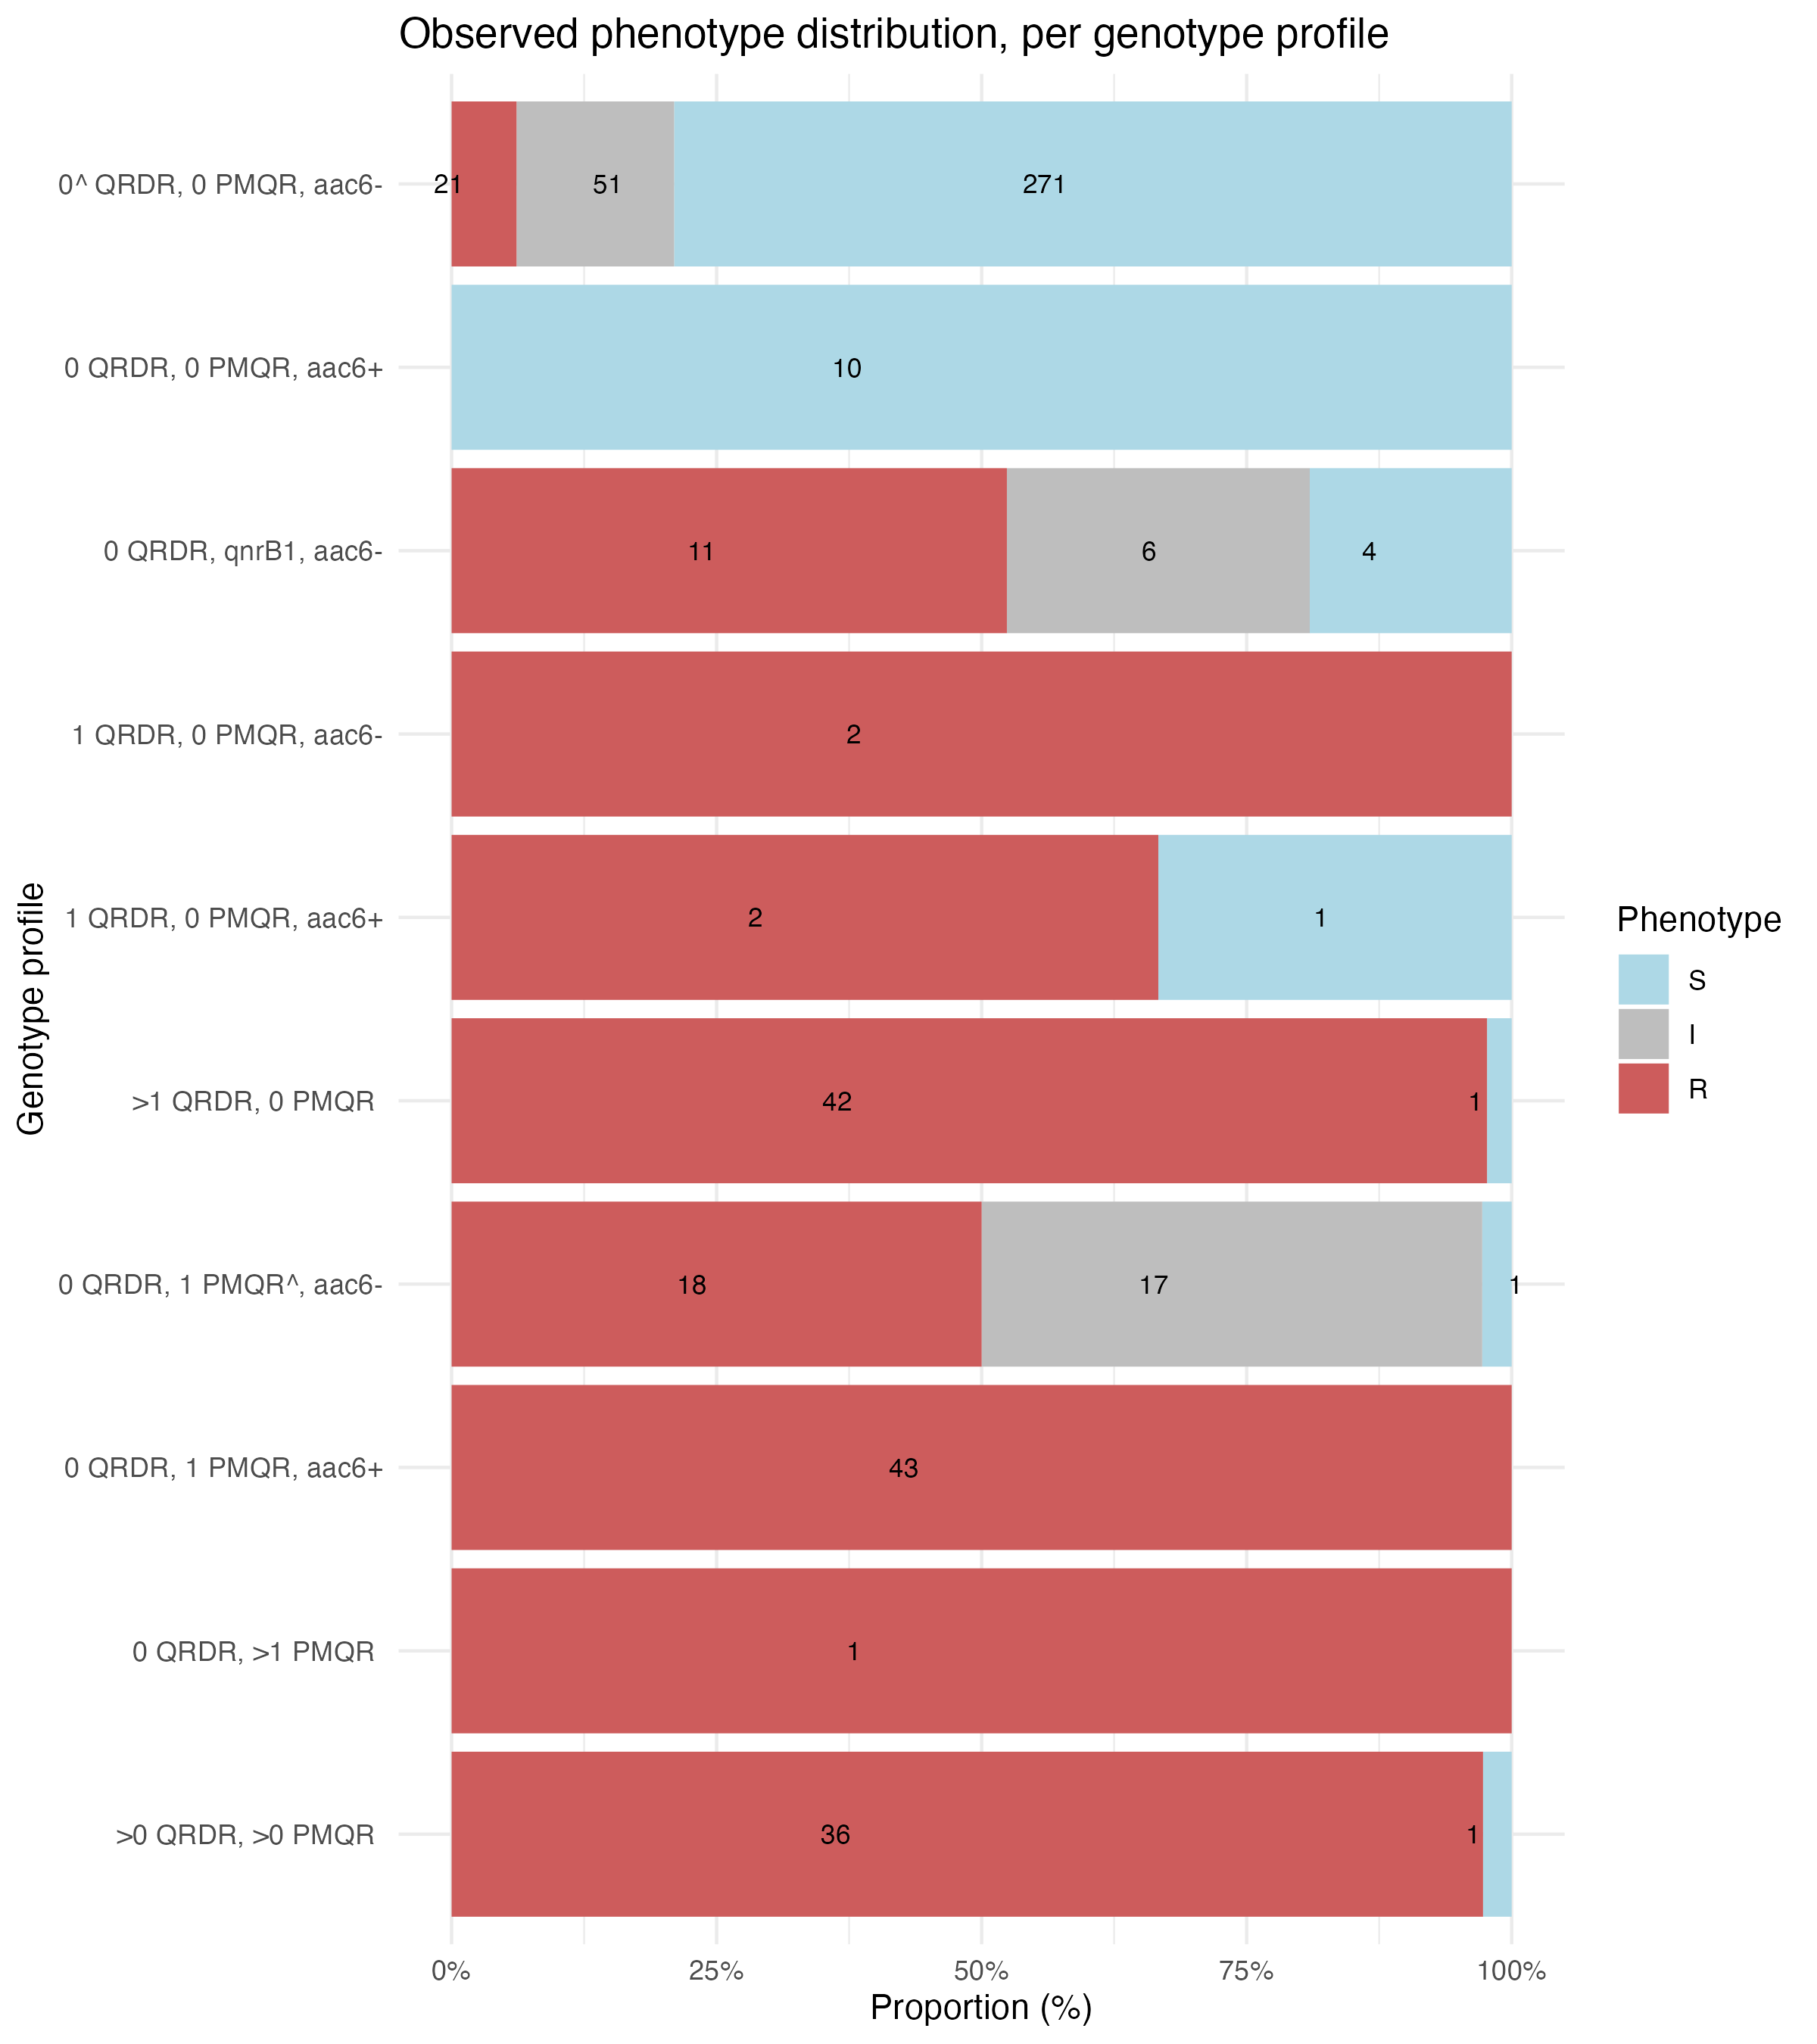 Observed phenotype distribution, per genotype profile
0^ QRDR, 0 PMQR, aac6-
21 51 271
0 QRDR, 0 PMQR, aac6+
10
0 QRDR, qnrB1, aac6-
11 6 4
1 QRDR, 0 PMQR, aac6-
2
1 QRDR, 0 PMQR, aac6+
2 1
>1 QRDR, 0 PMQR
42 1
0 QRDR, 1 PMQR^, aac6-
18 17 1
0 QRDR, 1 PMQR, aac6+
43
0 QRDR, >1 PMQR
1
>0 QRDR, >0 PMQR
36 1
0% 25% 50% 75% 100%
Proportion (%)
Genotype profile
Phenotype
S
I
R